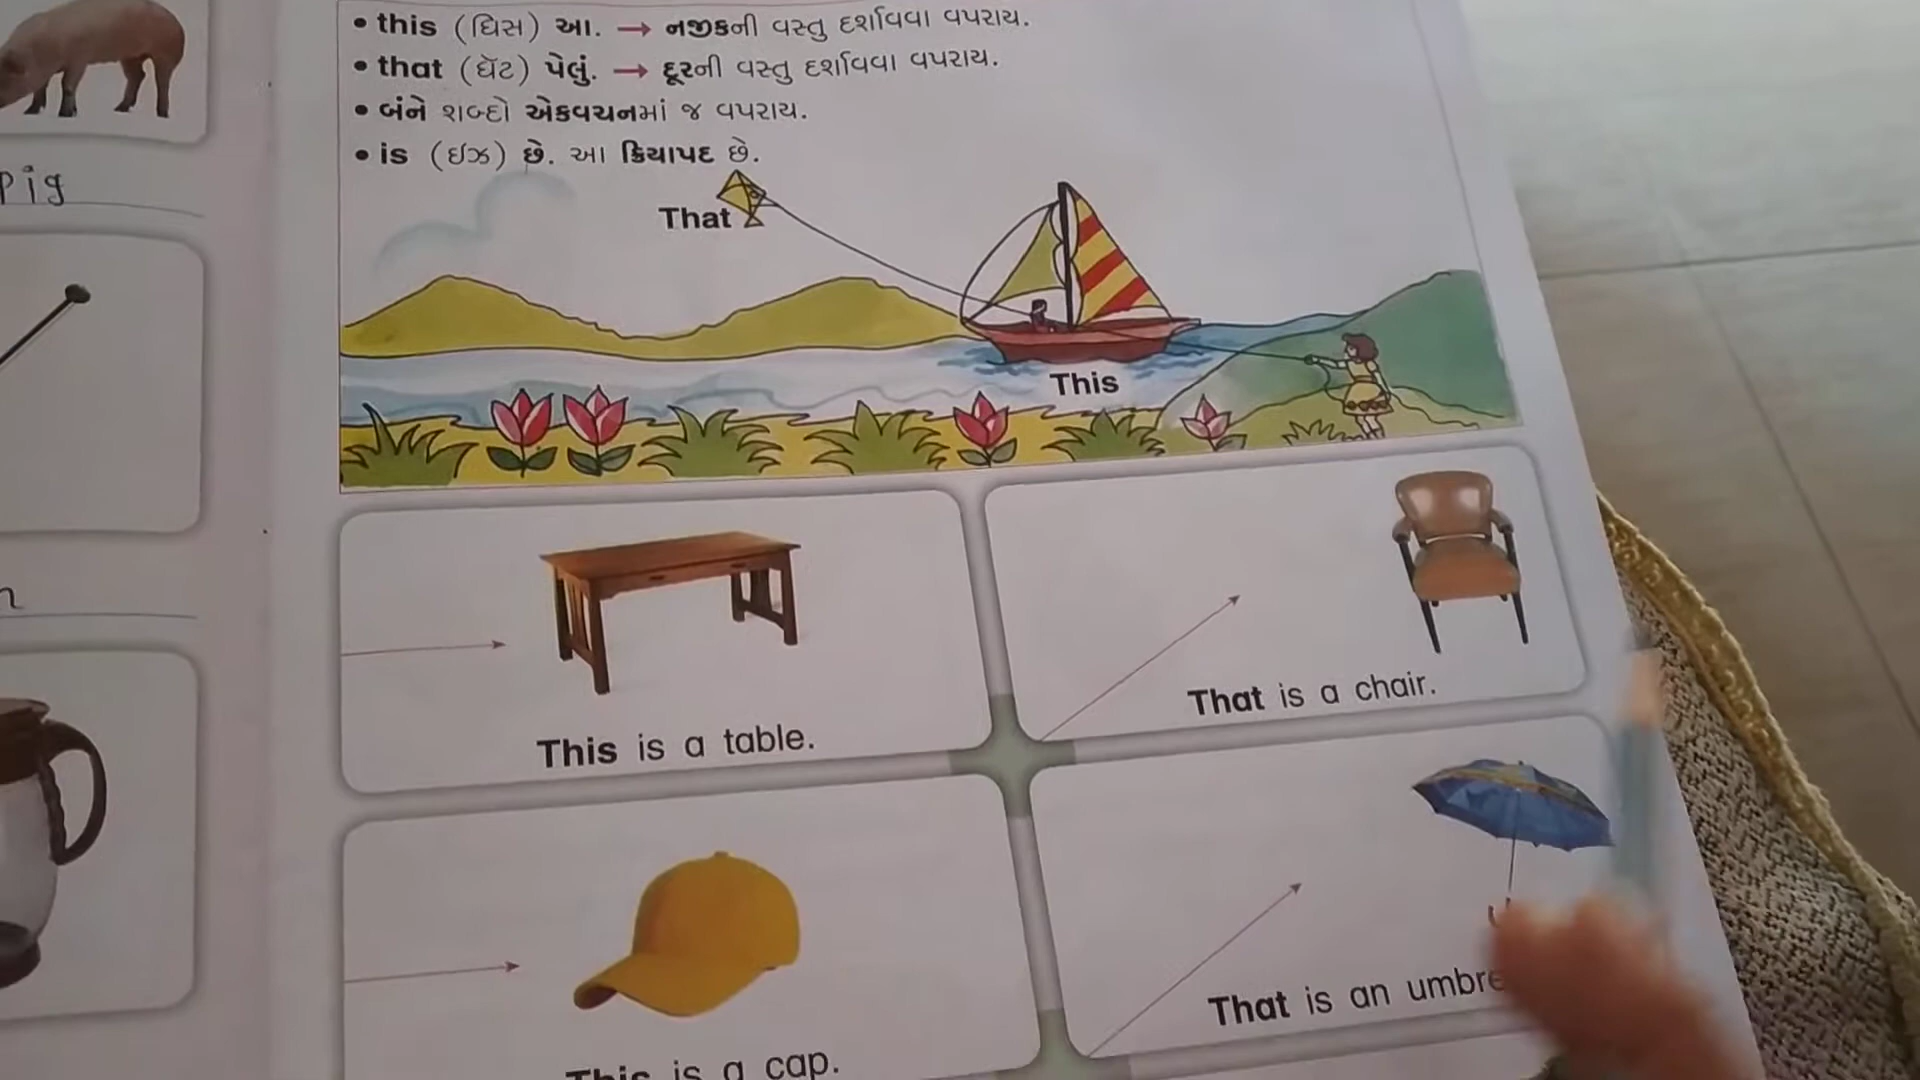 • this (ધિસ) આ. → નજીકની વસ્તુ દર્શાવવા વપરાય.
• that (ધૅટ) પેલું. → દૂરની વસ્તુ દર્શાવવા વપરાય.
• બંને શબ્દો એકવચનમાં જ વપરાય.
• is (ઇઝ) છે. આ ક્રિયાપદ છે.
pig
That
This
This is a table.
That is a chair.
This is a cap.
That is an